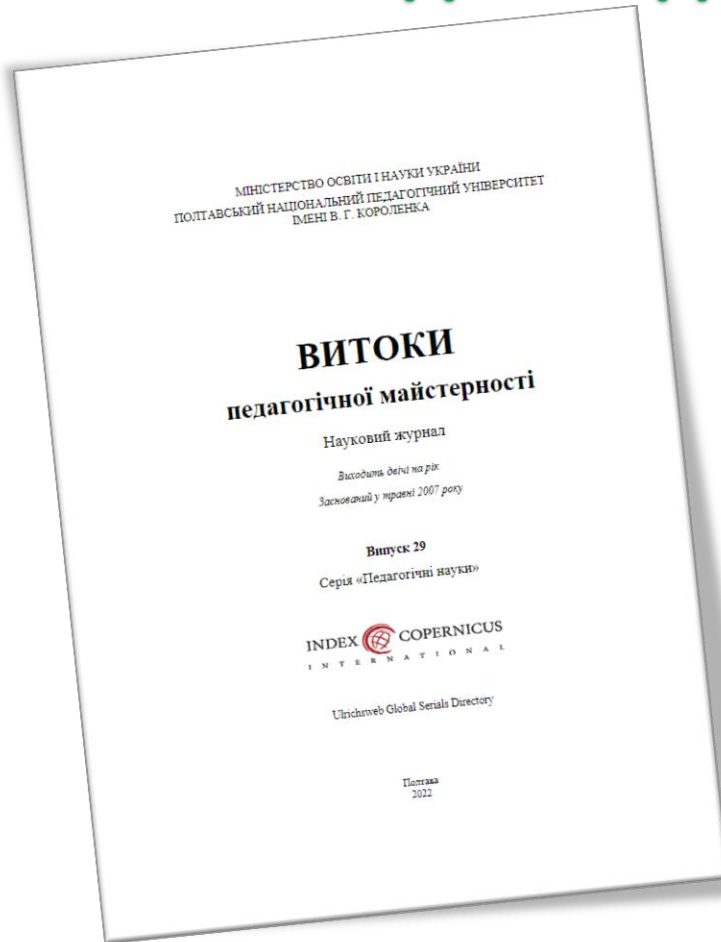 МІНІСТЕРСТВО ОСВІТИ І НАУКИ УКРАЇНИ
ПОЛТАВСЬКИЙ НАЦІОНАЛЬНИЙ ПЕДАГОГІЧНИЙ УНІВЕРСИТЕТ
ІМЕНІ В. Г. КОРОЛЕНКА
ВИТОКИ
педагогічної майстерності
Науковий журнал
Виходить двічі на рік
Заснований у травні 2007 року
Випуск 29
Серія «Педагогічні науки»
INDEX COPERNICUS
INTERNATIONAL
Ulrichsweb Global Serials Directory
Полтава
2022